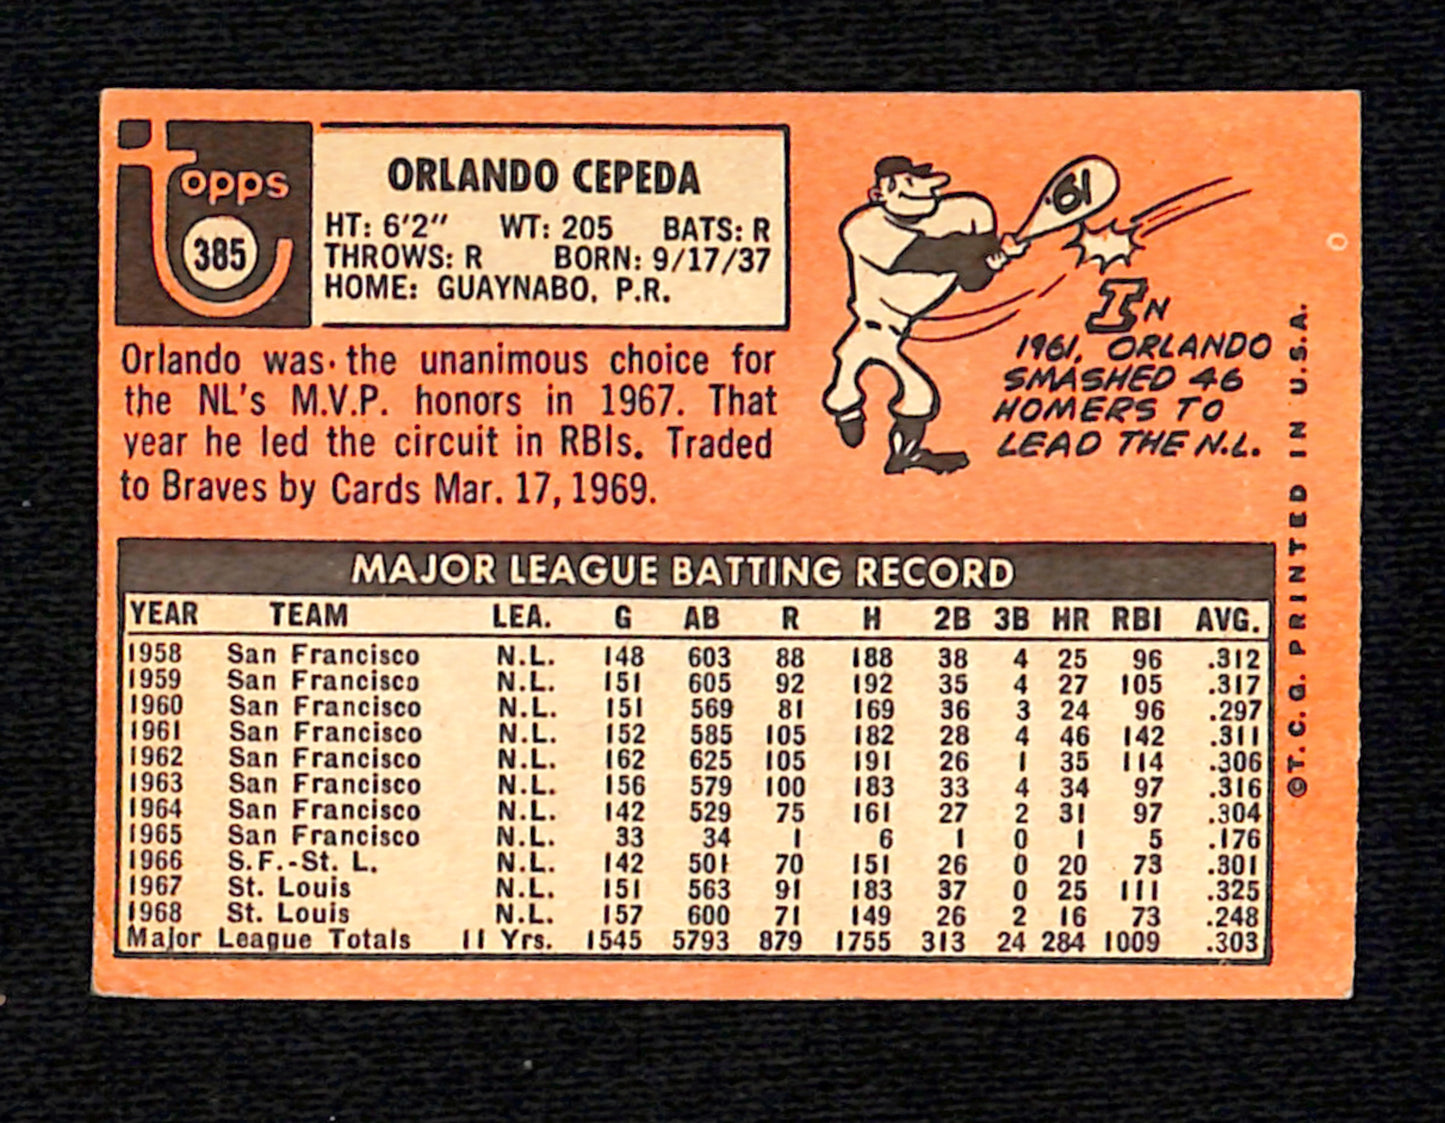 Topps
385
ORLANDO CEPEDA
HT: 6'2" WT: 205 BATS: R
THROWS: R BORN: 9/17/37
HOME: GUAYNABO, P.R.
Orlando was the unanimous choice for
the NL's M.V.P. honors in 1967. That
year he led the circuit in RBIs. Traded
to Braves by Cards Mar. 17, 1969.
61
IN
1961, ORLANDO
SMASHED 46
HOMERS TO
LEAD THE N.L.
MAJOR LEAGUE BATTING RECORD
YEAR TEAM LEA. G AB R H 2B 3B HR RBI AVG.
1958 San Francisco N.L. 148 603 88 188 38 4 25 96 .312
1959 San Francisco N.L. 151 605 92 192 35 4 27 105 .317
1960 San Francisco N.L. 151 569 81 169 36 3 24 96 .297
1961 San Francisco N.L. 152 585 105 182 28 4 46 142 .311
1962 San Francisco N.L. 162 625 105 191 26 1 35 114 .306
1963 San Francisco N.L. 156 579 100 183 33 4 34 97 .316
1964 San Francisco N.L. 142 529 75 161 27 2 31 97 .304
1965 San Francisco N.L. 33 34 1 6 1 0 1 5 .176
1966 S.F.-St. L. N.L. 142 501 70 151 26 0 20 73 .301
1967 St. Louis N.L. 151 563 91 183 37 0 25 111 .325
1968 St. Louis N.L. 157 600 71 149 26 2 16 73 .248
Major League Totals 11 Yrs. 1545 5793 879 1755 313 24 284 1009 .303
©T. C. G. PRINTED IN U.S.A.